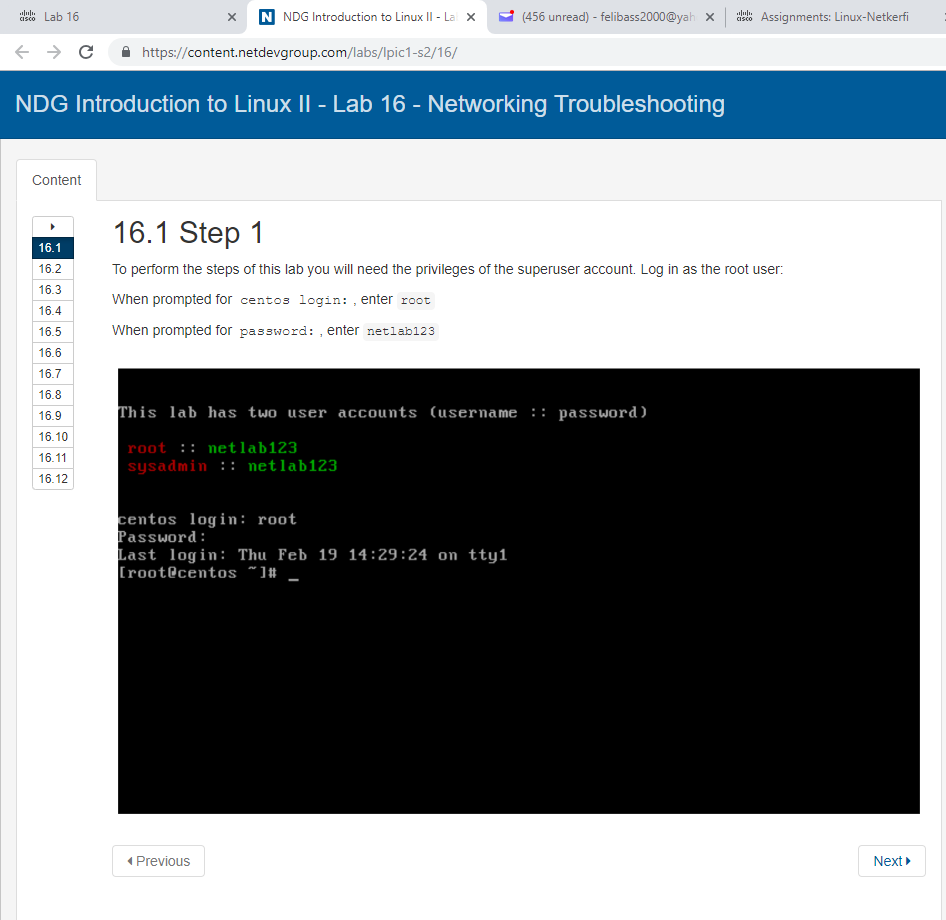 cisco Lab 16
N NDG Introduction to Linux II - La
(456 unread) - felibass2000@yah
cisco Assignments: Linux-Netkerfi
https://content.netdevgroup.com/labs/lpic1-s2/16/
NDG Introduction to Linux II - Lab 16 - Networking Troubleshooting
Content
16.1
16.2
16.3
16.4
16.5
16.6
16.7
16.8
16.9
16.10
16.11
16.12
16.1 Step 1
To perform the steps of this lab you will need the privileges of the superuser account. Log in as the root user:
When prompted for centos login: , enter root
When prompted for password: , enter netlab123
This lab has two user accounts (username :: password)
root :: netlab123
sysadmin :: netlab123
centos login: root
Password:
Last login: Thu Feb 19 14:29:24 on tty1
[root@centos ~]# _
Previous
Next